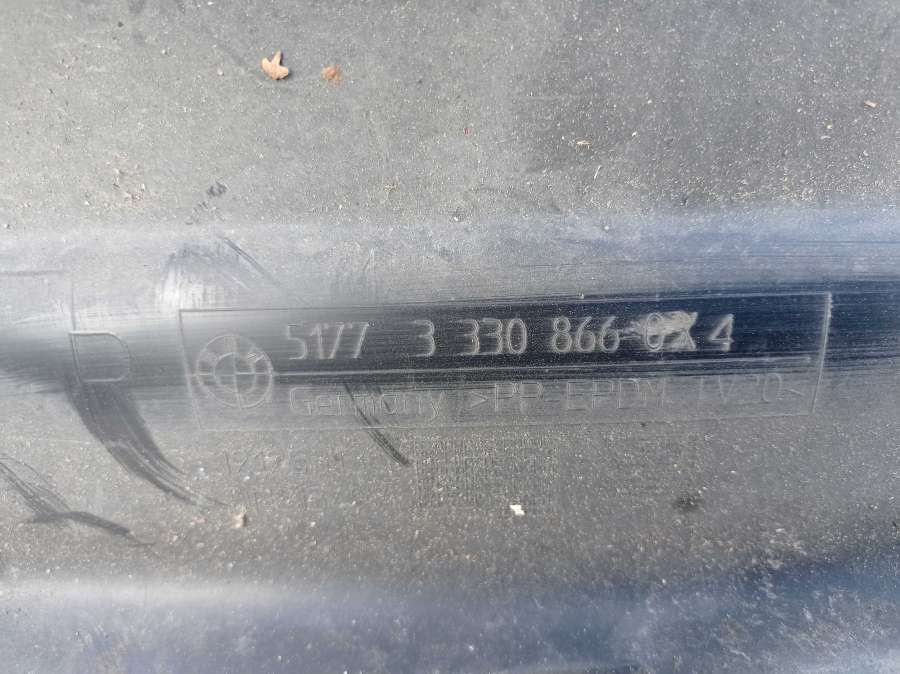 5177 3 330 866 4
D
Germany >PP+EPDM-TV20<